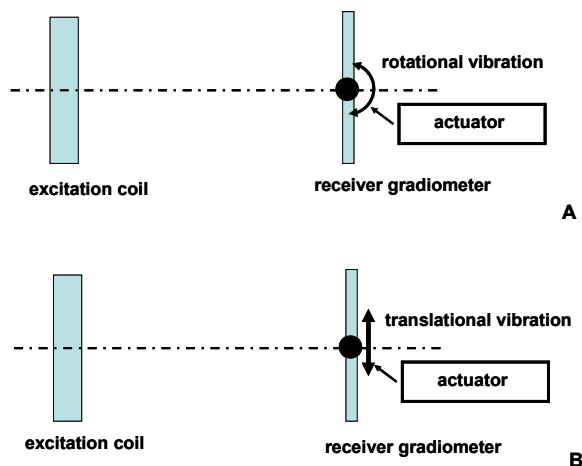 rotational vibration
actuator
excitation coil
receiver gradiometer
A
translational vibration
actuator
excitation coil
receiver gradiometer
B